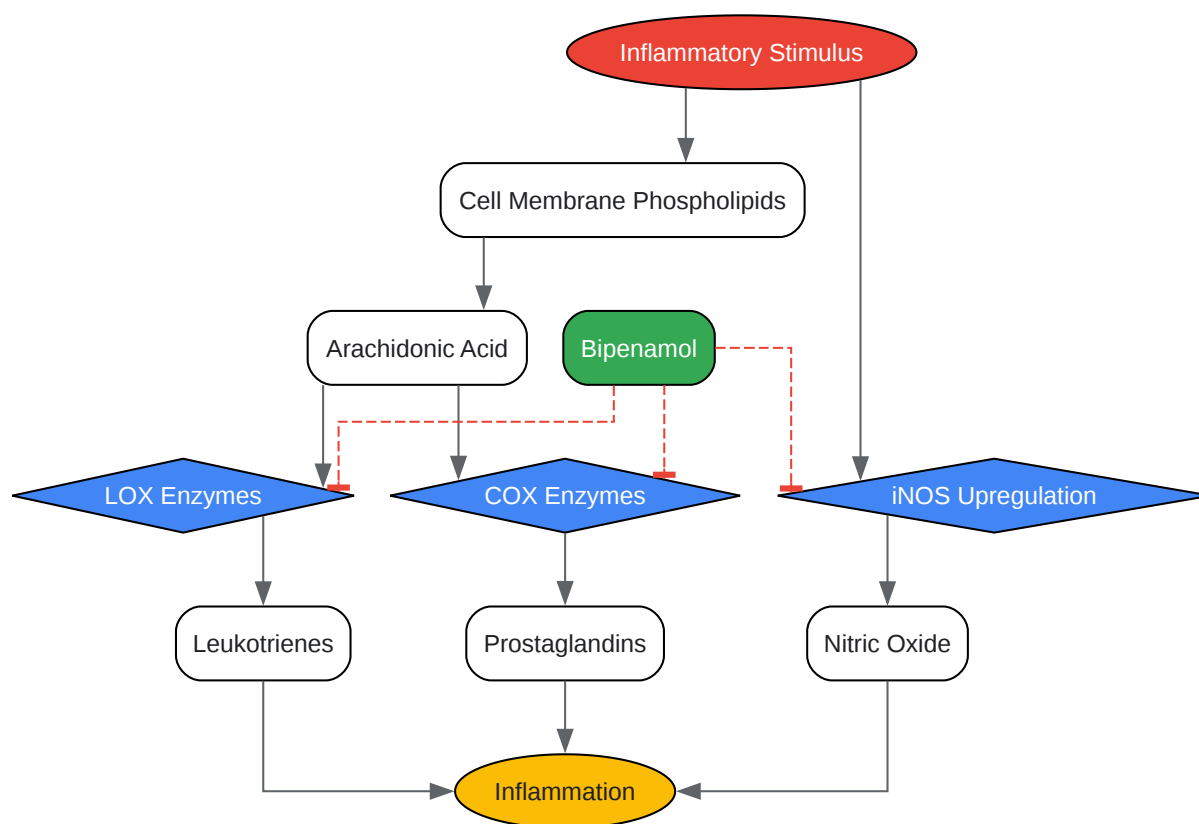 Inflammatory Stimulus
Cell Membrane Phospholipids
Arachidonic Acid
Bipenamol
LOX Enzymes
COX Enzymes
iNOS Upregulation
Leukotrienes
Prostaglandins
Nitric Oxide
Inflammation